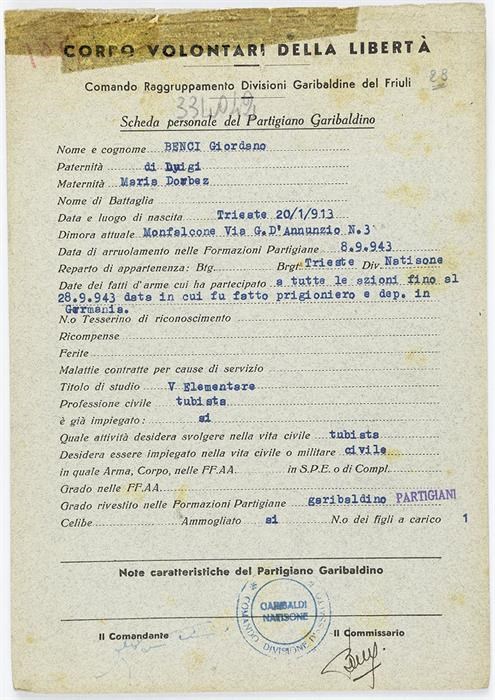 CORPO VOLONTARI DELLA LIBERTÀ
Comando Raggruppamento Divisioni Garibaldine del Friuli
88
Scheda personale del Partigiano Garibaldino
Nome e cognome BENCI Giordano
Paternità di Luigi
Maternità Maria Dorbez
Nome di Battaglia
Data e luogo di nascita Trieste 20/1/913
Dimora attuale Monfalcone Via G.D'Annunzio N.3
Data di arruolamento nelle Formazioni Partigiane 8.9.943
Reparto di appartenenza: Btg. Brgt. Trieste Div. Natisone
Date dei fatti d'arme cui ha partecipato a tutte le azioni fino al
28.9.943 data in cui fu fatto prigioniero e dep. in
Germania.
N.o Tesserino di riconoscimento
Ricompense
Ferite
Malattie contratte per cause di servizio
Titolo di studio V Elementare
Professione civile tubista
è già impiegato : si
Quale attività desidera svolgere nella vita civile tubista
Desidera essere impiegato nella vita civile o militare civile
in quale Arma, Corpo, nelle FF.AA. in S.P.E. o di Compl.
Grado nelle FF.AA.
Grado rivestito nelle Formazioni Partigiane garibaldino PARTIGIANI
Celibe Ammogliato si N.o dei figli a carico 1
Note caratteristiche del Partigiano Garibaldino
GARIBALDI
NATISONE
COMANDO DIVISIONE
Il Comandante Il Commissario